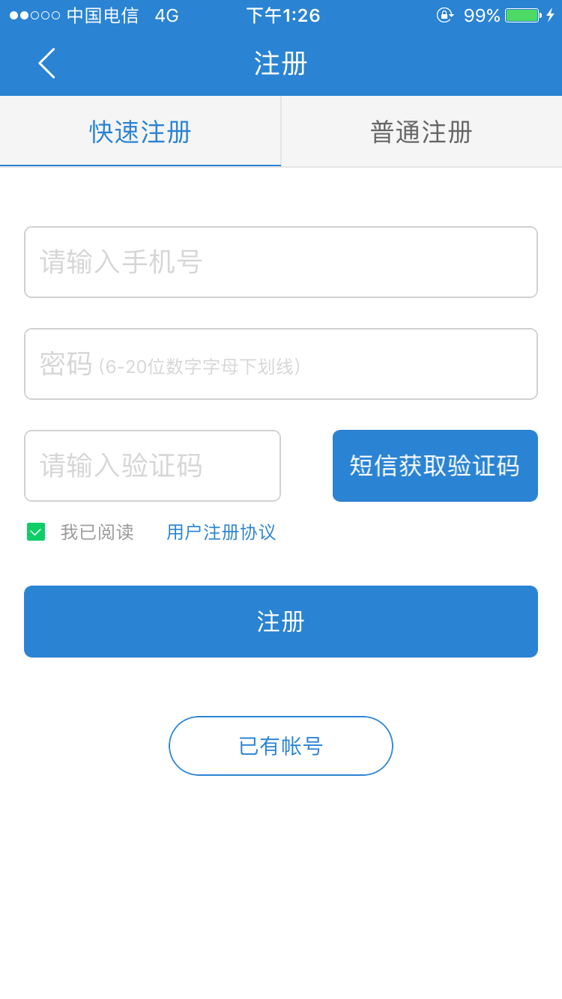 中国电信 4G 下午1:26 99%
注册
快速注册 普通注册
请输入手机号
密码(6-20位数字字母下划线)
请输入验证码 短信获取验证码
我已阅读 用户注册协议
注册
已有帐号